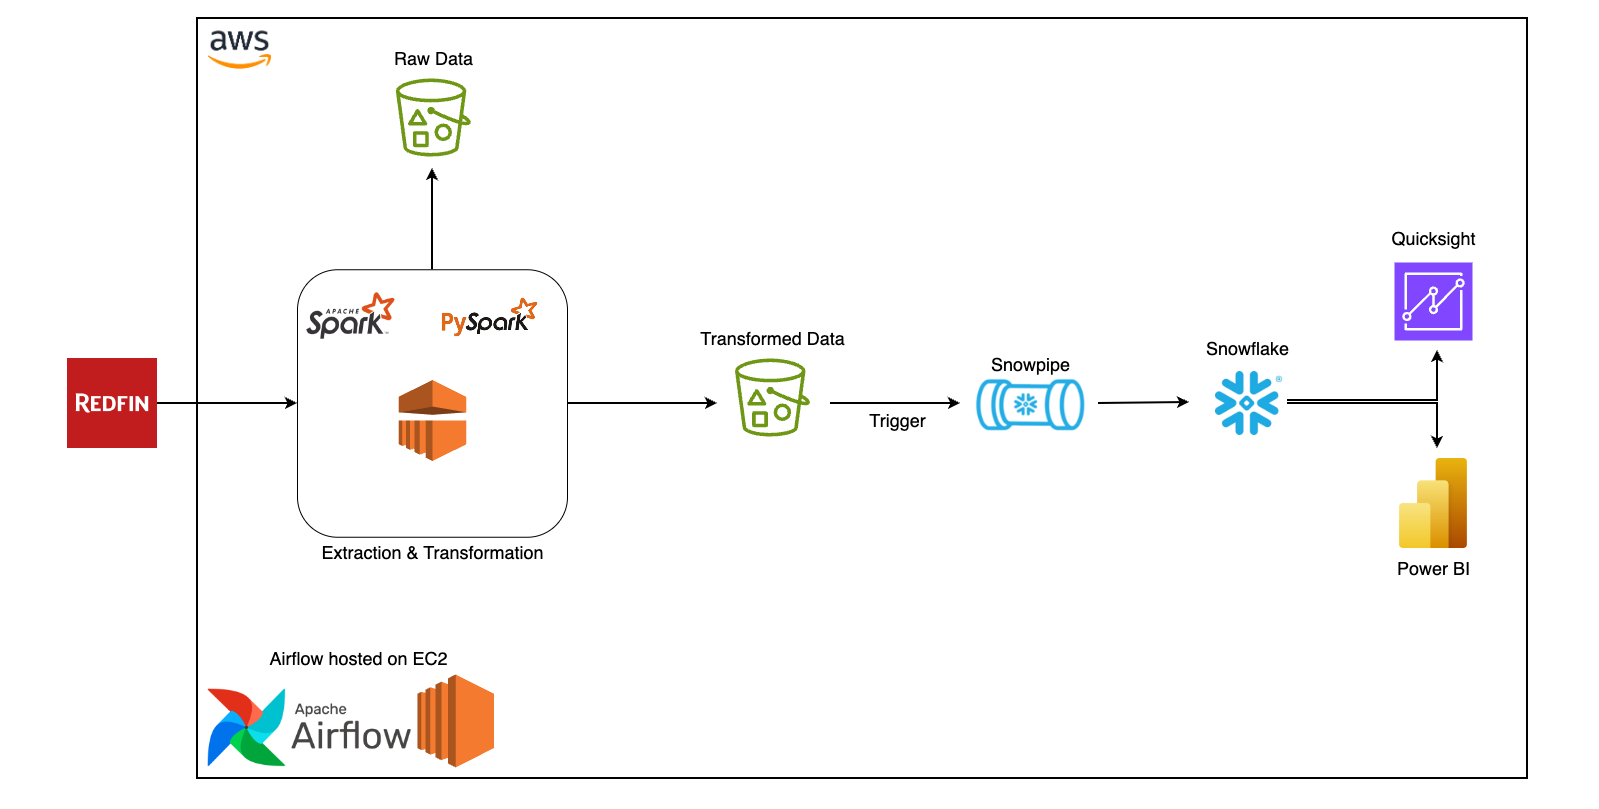 aws
Raw Data
APACHE
Spark
PySpark
REDFIN
Extraction & Transformation
Transformed Data
Trigger
Snowpipe
Snowflake
®
Quicksight
Power BI
Airflow hosted on EC2
Apache
Airflow